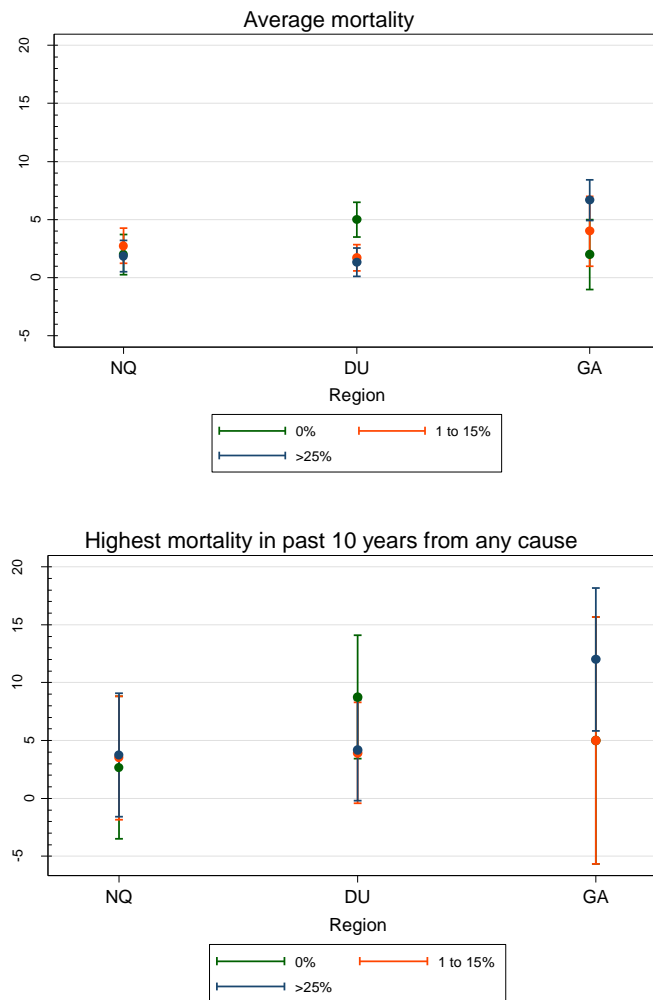 Average mortality
20
15
10
5
0
-5
NQ DU GA
Region
0% 1 to 15%
>25%
Highest mortality in past 10 years from any cause
20
15
10
5
0
-5
NQ DU GA
Region
0% 1 to 15%
>25%